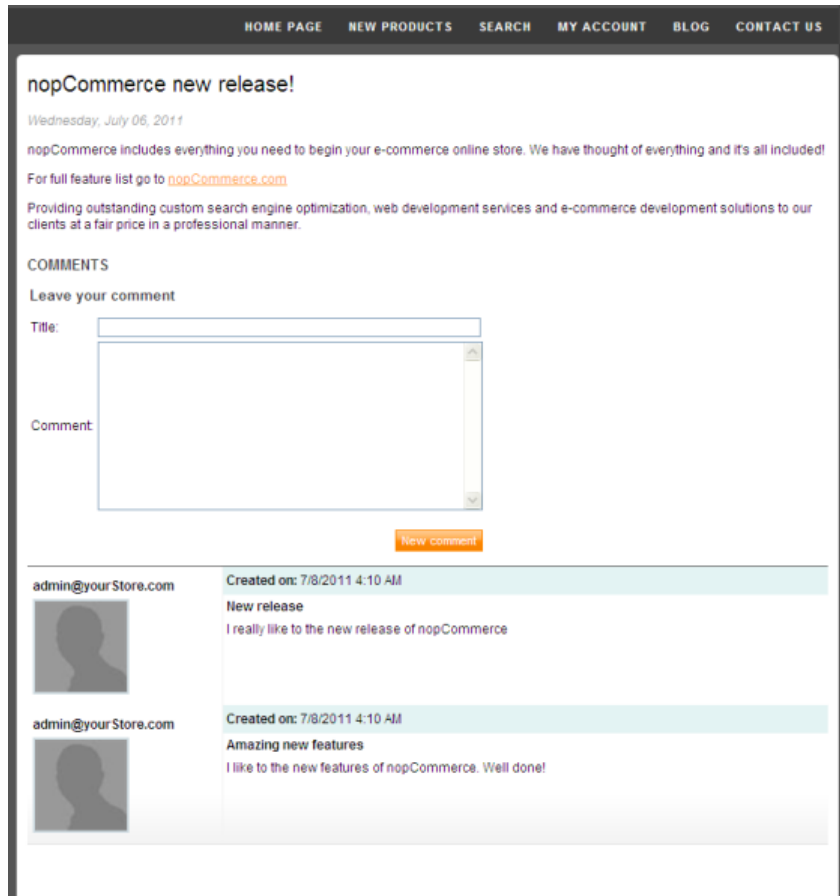 HOME PAGE NEW PRODUCTS SEARCH MY ACCOUNT BLOG CONTACT US
nopCommerce new release!
Wednesday, July 06, 2011
nopCommerce includes everything you need to begin your e-commerce online store. We have thought of everything and it's all included!
For full feature list go to nopCommerce.com
Providing outstanding custom search engine optimization, web development services and e-commerce development solutions to our
clients at a fair price in a professional manner.
COMMENTS
Leave your comment
Title:
Comment:
New comment
admin@yourStore.com
Created on: 7/8/2011 4:10 AM
New release
I really like to the new release of nopCommerce
admin@yourStore.com
Created on: 7/8/2011 4:10 AM
Amazing new features
I like to the new features of nopCommerce. Well done!